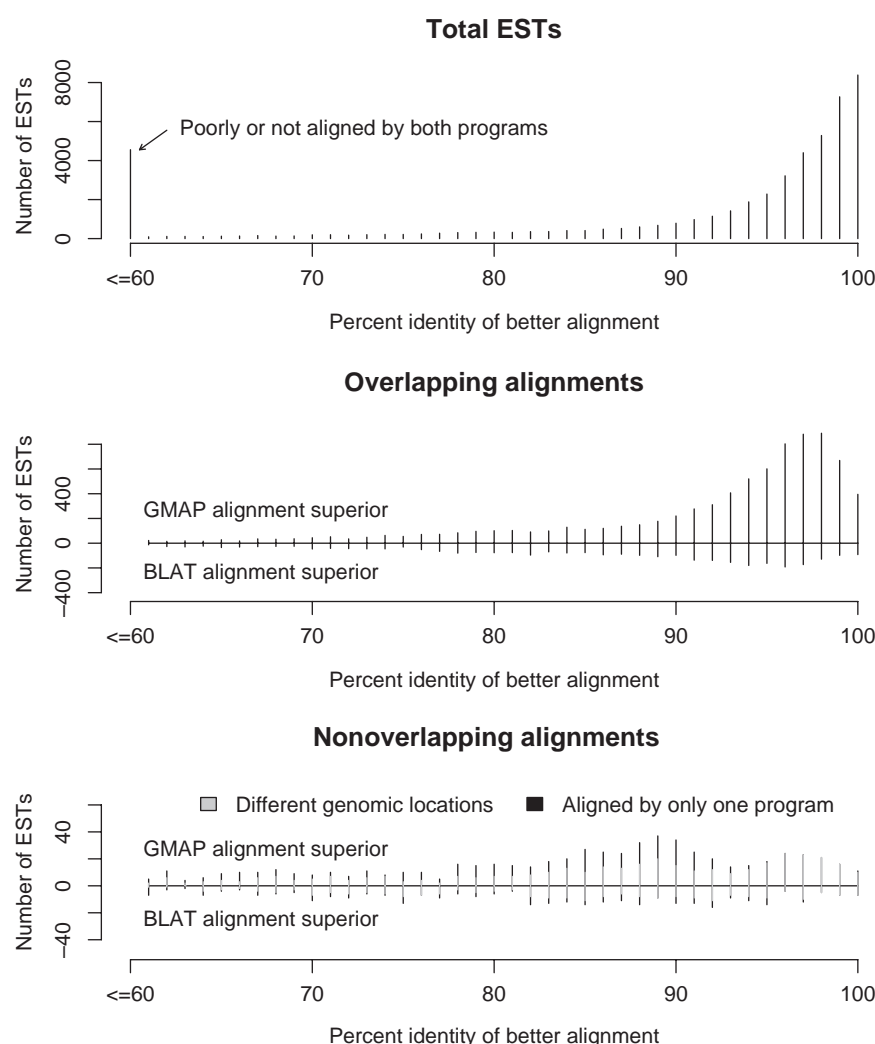 Total ESTs
Number of ESTs
8000
4000
0
Poorly or not aligned by both programs
<=60 70 80 90 100
Percent identity of better alignment
Overlapping alignments
Number of ESTs
400
0
−400
GMAP alignment superior
BLAT alignment superior
<=60 70 80 90 100
Percent identity of better alignment
Nonoverlapping alignments
Number of ESTs
40
0
−40
Different genomic locations Aligned by only one program
GMAP alignment superior
BLAT alignment superior
<=60 70 80 90 100
Percent identity of better alignment